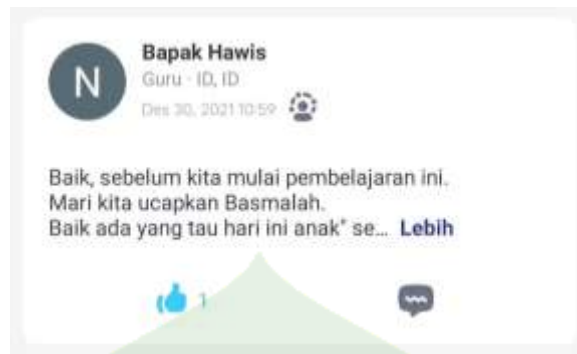 N
Bapak Hawis
Guru · ID, ID
Des 30, 2021 10:59
Baik, sebelum kita mulai pembelajaran ini.
Mari kita ucapkan Basmalah.
Baik ada yang tau hari ini anak" se... Lebih
1